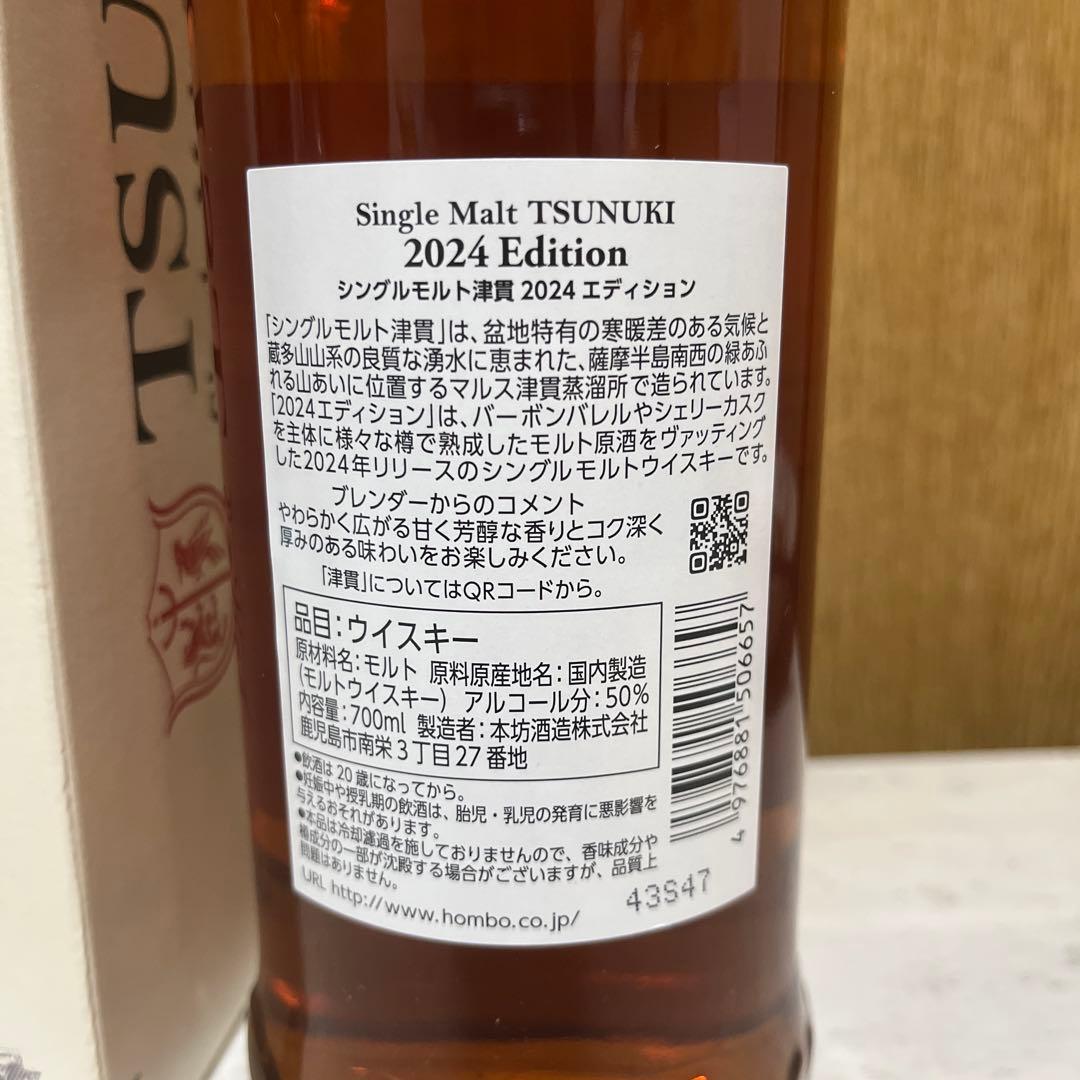 TSU
Single Malt TSUNUKI
2024 Edition
シングルモルト津貫 2024 エディション
「シングルモルト津貫」は、盆地特有の寒暖差のある気候と
蔵多山山系の良質な湧水に恵まれた、薩摩半島南西の緑あふ
れる山あいに位置するマルス津貫蒸溜所で造られています。
「2024エディション」は、バーボンバレルやシェリーカスク
を主体に様々な樽で熟成したモルト原酒をヴァッティング
した2024年リリースのシングルモルトウイスキーです。
ブレンダーからのコメント
やわらかく広がる甘く芳醇な香りとコク深く
厚みのある味わいをお楽しみください。
「津貫」についてはQRコードから。
品目：ウイスキー
原材料名：モルト 原料原産地名：国内製造
(モルトウイスキー) アルコール分：50%
内容量：700ml 製造者：本坊酒造株式会社
鹿児島市南栄3丁目27番地
●飲酒は20歳になってから。
●妊娠中や授乳期の飲酒は、胎児・乳児の発育に悪影響を
与えるおそれがあります。
●本品は冷却濾過を施しておりませんので、香味成分や
樽成分の一部が沈殿する場合がございますが、品質上
問題はありません。
URL http://www.hombo.co.jp/
4 976881 506657
43S47